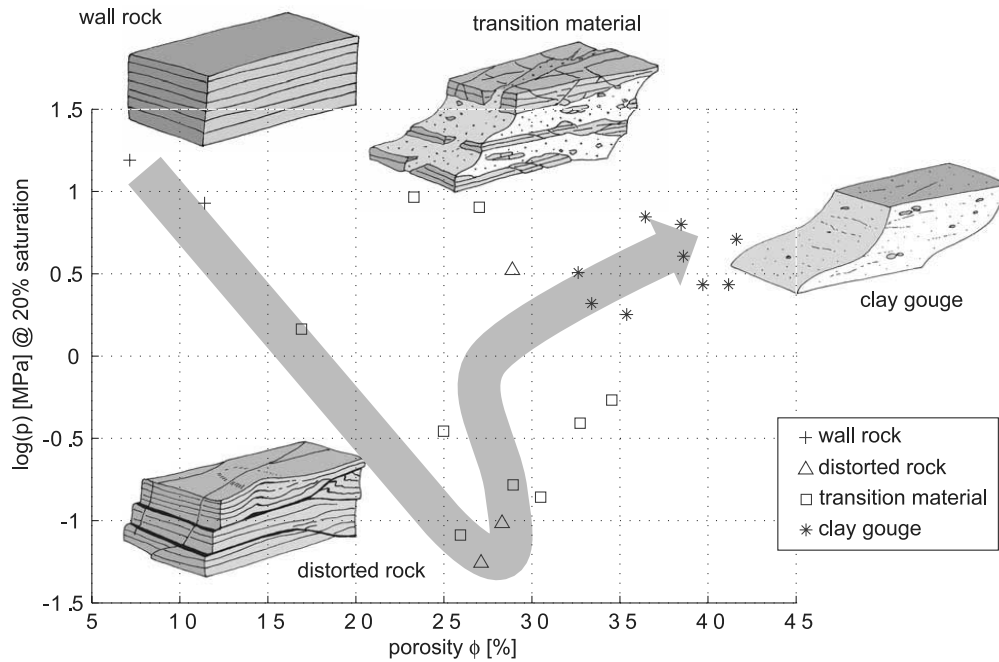 wall rock
transition material
1.5
1
0.5
0
-0.5
-1
-1.5
log(p) [MPa] @ 20% saturation
clay gouge
distorted rock
+ wall rock
△ distorted rock
□ transition material
✳ clay gouge
5 10 15 20 25 30 35 40 45
porosity ϕ [%]